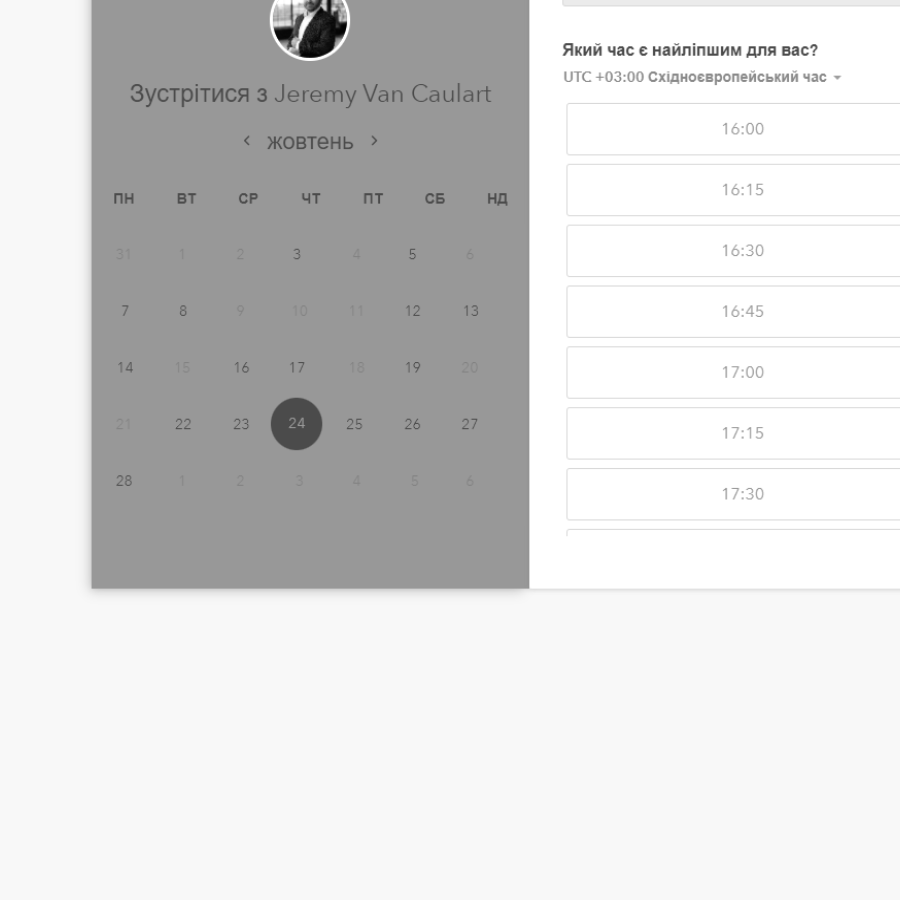 Зустрітися з Jeremy Van Caulart
жовтень
ПН ВТ СР ЧТ ПТ СБ НД
31 1 2 3 4 5 6
7 8 9 10 11 12 13
14 15 16 17 18 19 20
21 22 23 24 25 26 27
28 1 2 3 4 5 6
Який час є найліпшим для вас?
UTC +03:00 Східноєвропейський час
16:00
16:15
16:30
16:45
17:00
17:15
17:30